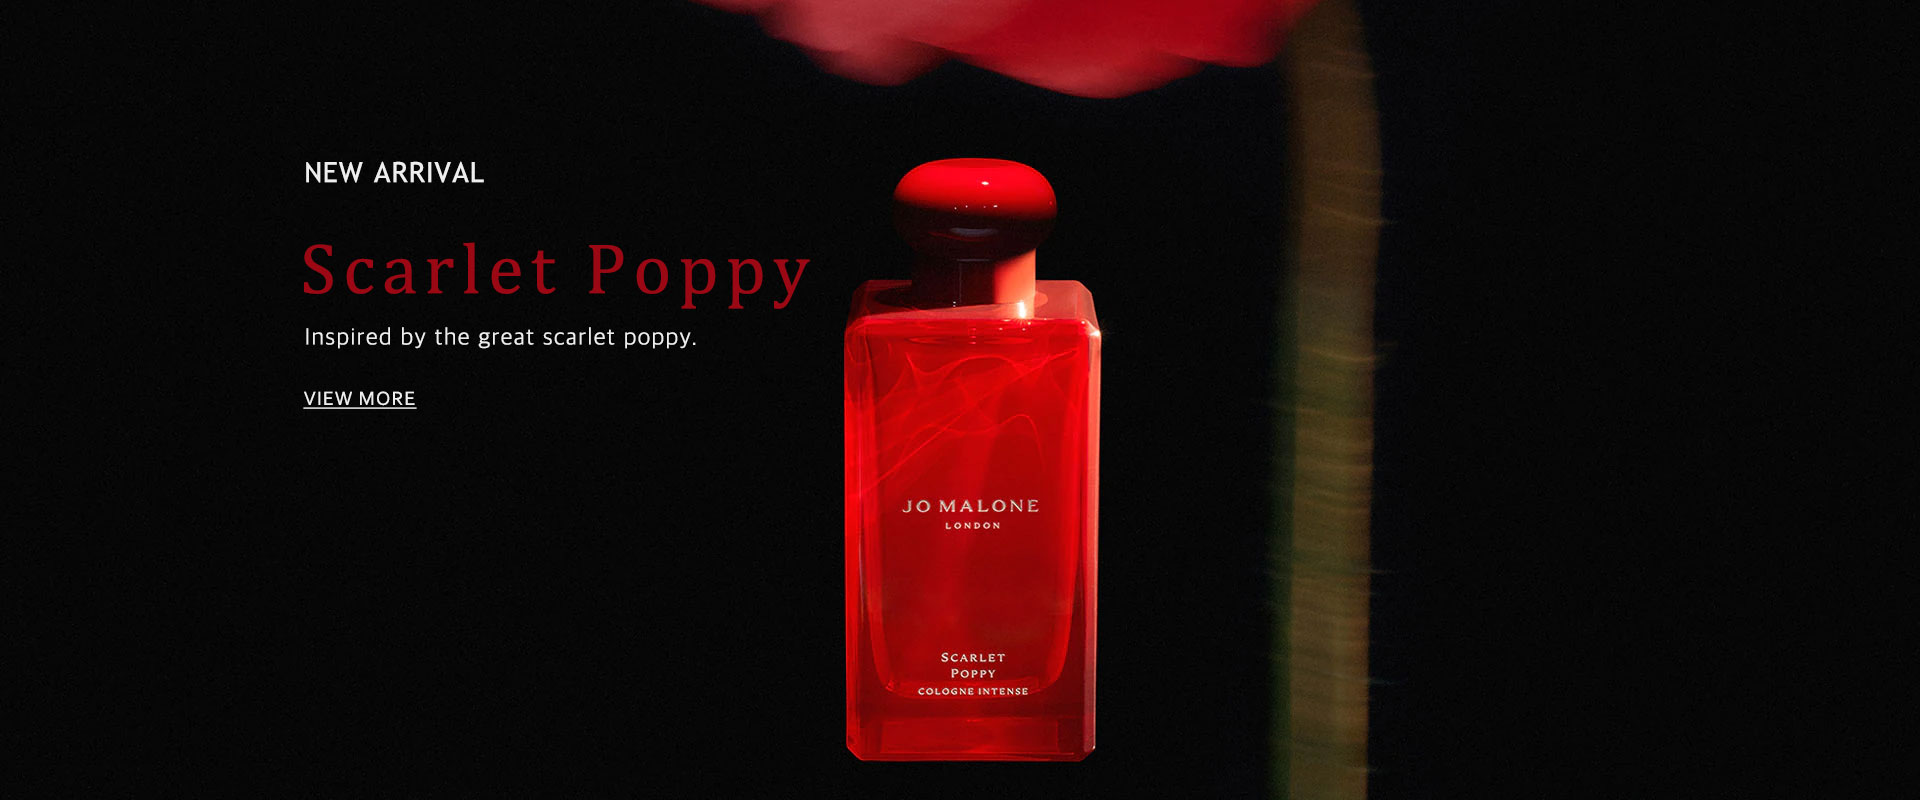 NEW ARRIVAL
Scarlet Poppy
Inspired by the great scarlet poppy.
VIEW MORE
JO MALONE
LONDON
SCARLET
POPPY
COLOGNE INTENSE